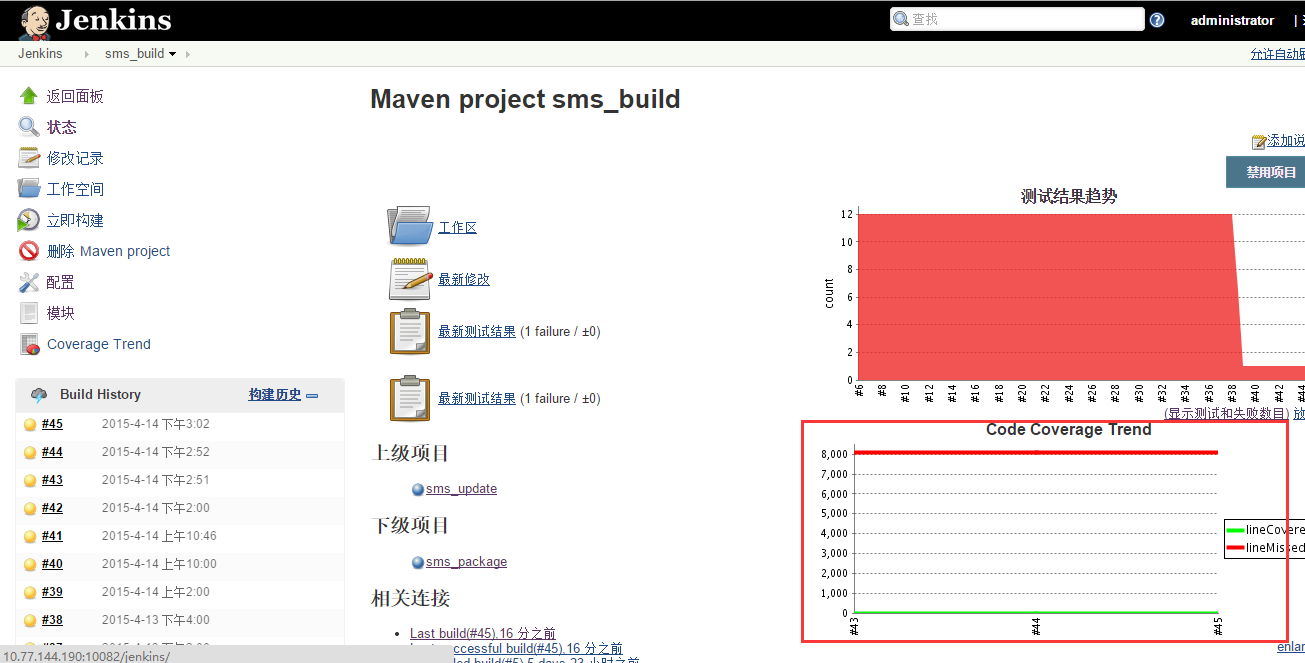 Jenkins
查找
administrator
|
Jenkins
sms_build
返回面板
状态
修改记录
工作空间
立即构建
删除 Maven project
配置
模块
Coverage Trend
Build History
构建历史
#45 2015-4-14 下午3:02
#44 2015-4-14 下午2:52
#43 2015-4-14 下午2:51
#42 2015-4-14 下午2:00
#41 2015-4-14 上午10:46
#40 2015-4-14 上午10:00
#39 2015-4-14 上午2:00
#38 2015-4-13 下午4:00
10.77.144.190:10082/jenkins/
Maven project sms_build
工作区
最新修改
最新测试结果 (1 failure / ±0)
最新测试结果 (1 failure / ±0)
上级项目
sms_update
下级项目
sms_package
相关连接
Last build(#45),16 分之前
ccessful build(#45),16 分之前
允许自动
添加说
禁用项目
测试结果趋势
12
10
8
6
4
2
0
count
#6 #8 #10 #12 #14 #16 #18 #20 #22 #24 #26 #28 #30 #32 #34 #36 #38 #40 #42
(显示测试和失败数目)
Code Coverage Trend
8,000
7,000
6,000
5,000
4,000
3,000
2,000
1,000
0
#43 #44 #45
lineCovere
lineMissed
enlar